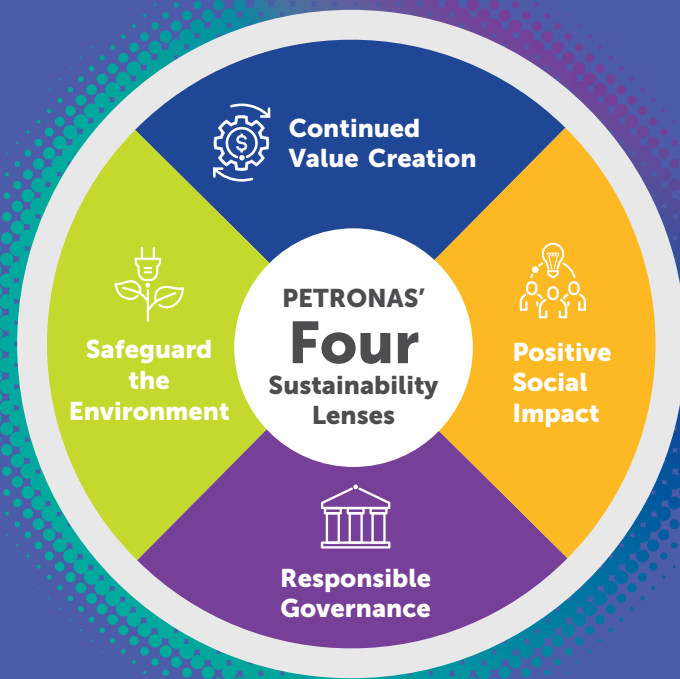 Continued
Value Creation
PETRONAS’
Four
Sustainability
Lenses
Safeguard
the
Environment
Positive
Social
Impact
Responsible
Governance